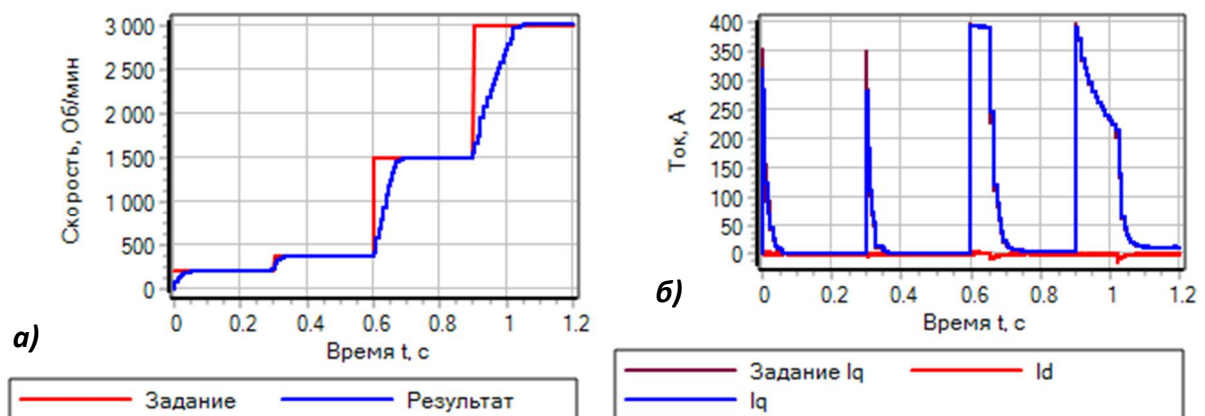 3 000
2 500
2 000
1 500
1 000
500
0
Скорость, Об/мин
0 0.2 0.4 0.6 0.8 1 1.2
Время t, с
а)
Задание Результат
400
350
300
250
200
150
100
50
0
Ток, А
0 0.2 0.4 0.6 0.8 1 1.2
Время t, с
б)
Задание Iq Id
Iq